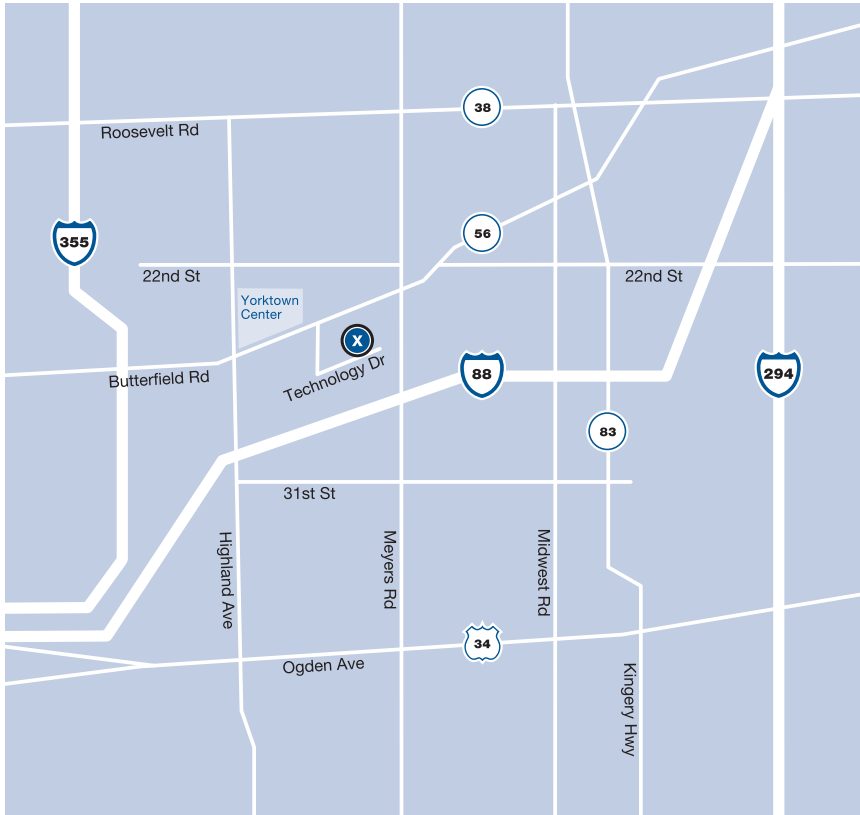 38
Roosevelt Rd
56
355
22nd St
22nd St
Yorktown
Center
X
Technology Dr
Butterfield Rd
88
294
83
31st St
Highland Ave
Meyers Rd
Midwest Rd
34
Ogden Ave
Kingery Hwy